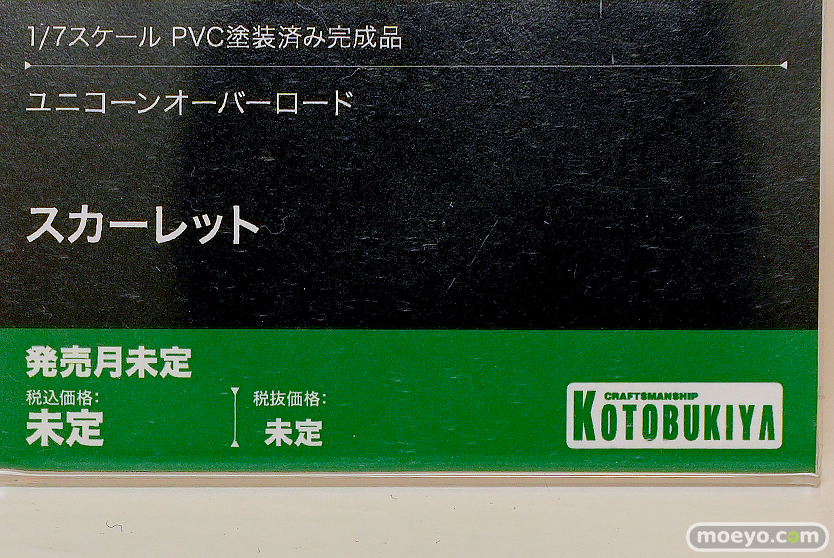 1/7スケール PVC塗装済み完成品
ユニコーンオーバーロード
スカーレット
発売月未定
税込価格:
未定
税抜価格:
未定
CRAFTSMANSHIP
KOTOBUKIYA
moeyo.com